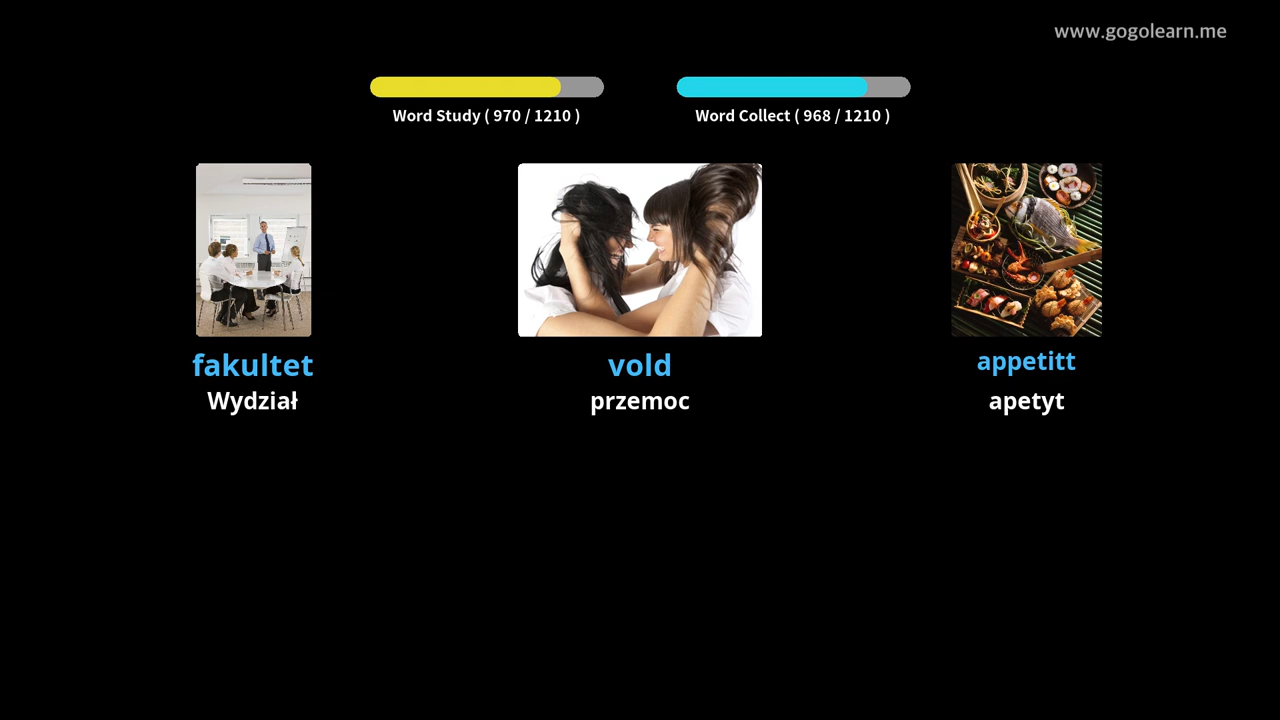 www.gogolearn.me
Word Study ( 970 / 1210 )
Word Collect ( 968 / 1210 )
fakultet
Wydział
vold
przemoc
appetitt
apetyt